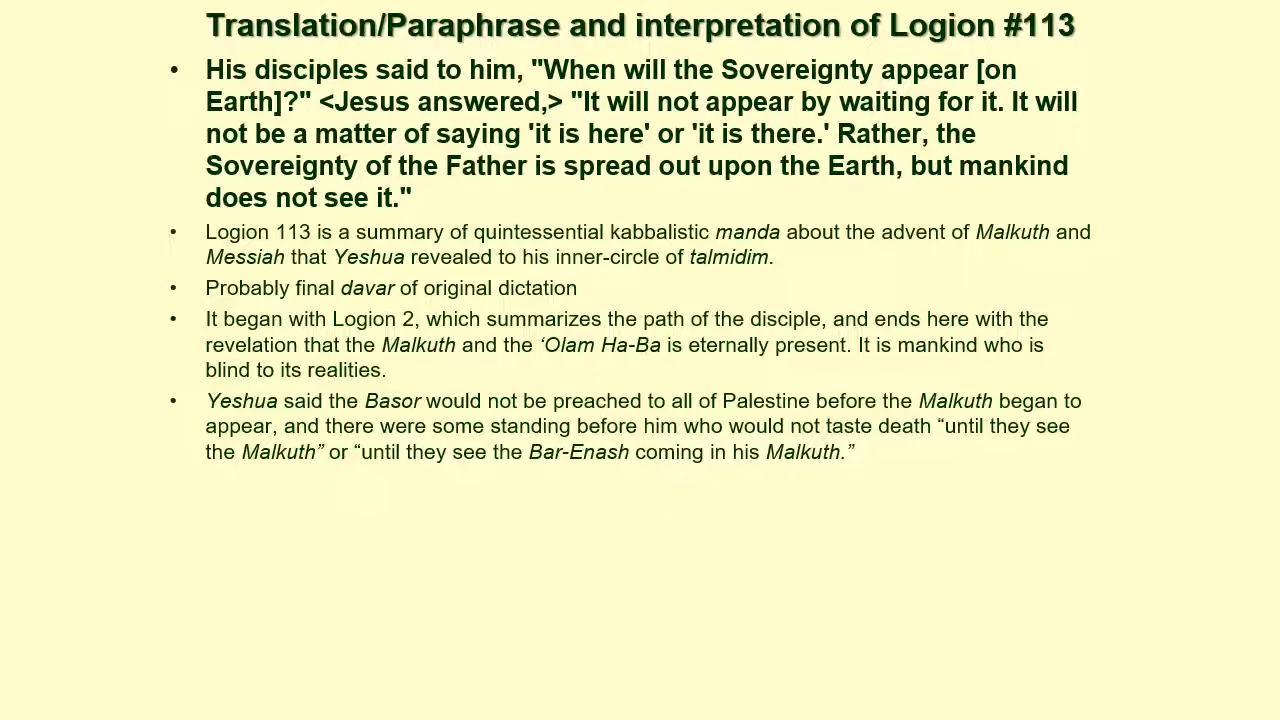 Translation/Paraphrase and interpretation of Logion #113
• His disciples said to him, "When will the Sovereignty appear [on
Earth]?" <Jesus answered,> "It will not appear by waiting for it. It will
not be a matter of saying 'it is here' or 'it is there.' Rather, the
Sovereignty of the Father is spread out upon the Earth, but mankind
does not see it."
• Logion 113 is a summary of quintessential kabbalistic manda about the advent of Malkuth and
Messiah that Yeshua revealed to his inner-circle of talmidim.
• Probably final davar of original dictation
• It began with Logion 2, which summarizes the path of the disciple, and ends here with the
revelation that the Malkuth and the ‘Olam Ha-Ba is eternally present. It is mankind who is
blind to its realities.
• Yeshua said the Basor would not be preached to all of Palestine before the Malkuth began to
appear, and there were some standing before him who would not taste death “until they see
the Malkuth” or “until they see the Bar-Enash coming in his Malkuth.”